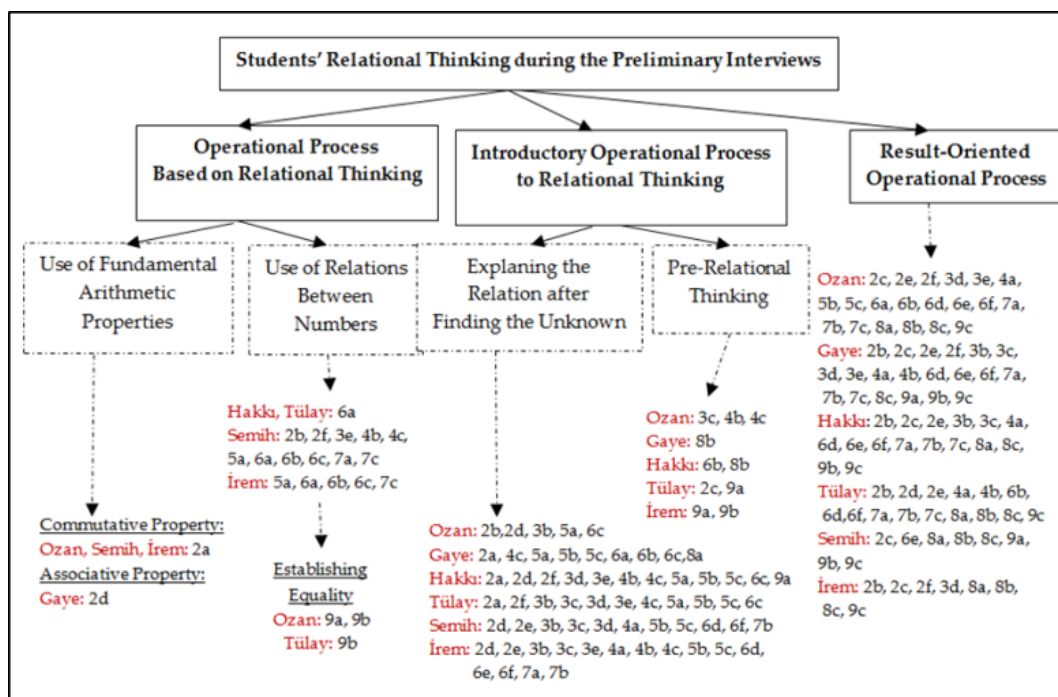 Students' Relational Thinking during the Preliminary Interviews
Operational Process
Based on Relational Thinking
Introductory Operational Process
to Relational Thinking
Result-Oriented
Operational Process
Use of Fundamental
Arithmetic
Properties
Use of Relations
Between
Numbers
Explaning the
Relation after
Finding the Unknown
Pre-Relational
Thinking
Commutative Property:
Ozan, Semih, İrem: 2a
Associative Property:
Gaye: 2d
Hakkı, Tülay: 6a
Semih: 2b, 2f, 3e, 4b, 4c,
5a, 6a, 6b, 6c, 7a, 7c
İrem: 5a, 6a, 6b, 6c, 7c
Establishing
Equality
Ozan: 9a, 9b
Tülay: 9b
Ozan: 2b,2d, 3b, 5a, 6c
Gaye: 2a, 4c, 5a, 5b, 5c, 6a, 6b, 6c,8a
Hakkı: 2a, 2d, 2f, 3d, 3e, 4b, 4c, 5a, 5b, 5c, 6c, 9a
Tülay: 2a, 2f, 3b, 3c, 3d, 3e, 4c, 5a, 5b, 5c, 6c
Semih: 2d, 2e, 3b, 3c, 3d, 4a, 5b, 5c, 6d, 6f, 7b
İrem: 2d, 2e, 3b, 3c, 3e, 4a, 4b, 4c, 5b, 5c, 6d,
6e, 6f, 7a, 7b
Ozan: 3c, 4b, 4c
Gaye: 8b
Hakkı: 6b, 8b
Tülay: 2c, 9a
İrem: 9a, 9b
Ozan: 2c, 2e, 2f, 3d, 3e, 4a,
5b, 5c, 6a, 6b, 6d, 6e, 6f, 7a,
7b, 7c, 8a, 8b, 8c, 9c
Gaye: 2b, 2c, 2e, 2f, 3b, 3c,
3d, 3e, 4a, 4b, 6d, 6e, 6f, 7a,
7b, 7c, 8c, 9a, 9b, 9c
Hakkı: 2b, 2c, 2e, 3b, 3c, 4a,
6d, 6e, 6f, 7a, 7b, 7c, 8a, 8c,
9b, 9c
Tülay: 2b, 2d, 2e, 4a, 4b, 6b,
6d,6f, 7a, 7b, 7c, 8a, 8b, 8c, 9c
Semih: 2c, 6e, 8a, 8b, 8c, 9a,
9b, 9c
İrem: 2b, 2c, 2f, 3d, 8a, 8b,
8c, 9c